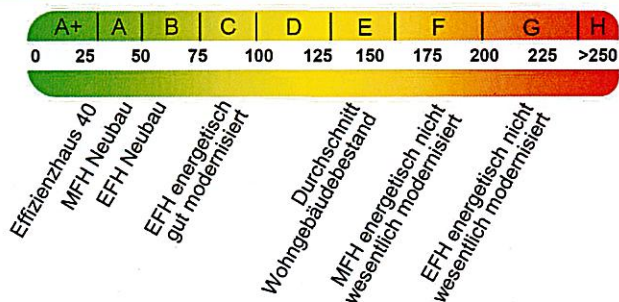 A+ A B C D E F G H
0 25 50 75 100 125 150 175 200 225 >250
Effizienzhaus 40
MFH Neubau
EFH Neubau
EFH energetisch
gut modernisiert
Durchschnitt
Wohngebäudebestand
MFH energetisch nicht
wesentlich modernisiert
EFH energetisch nicht
wesentlich modernisiert